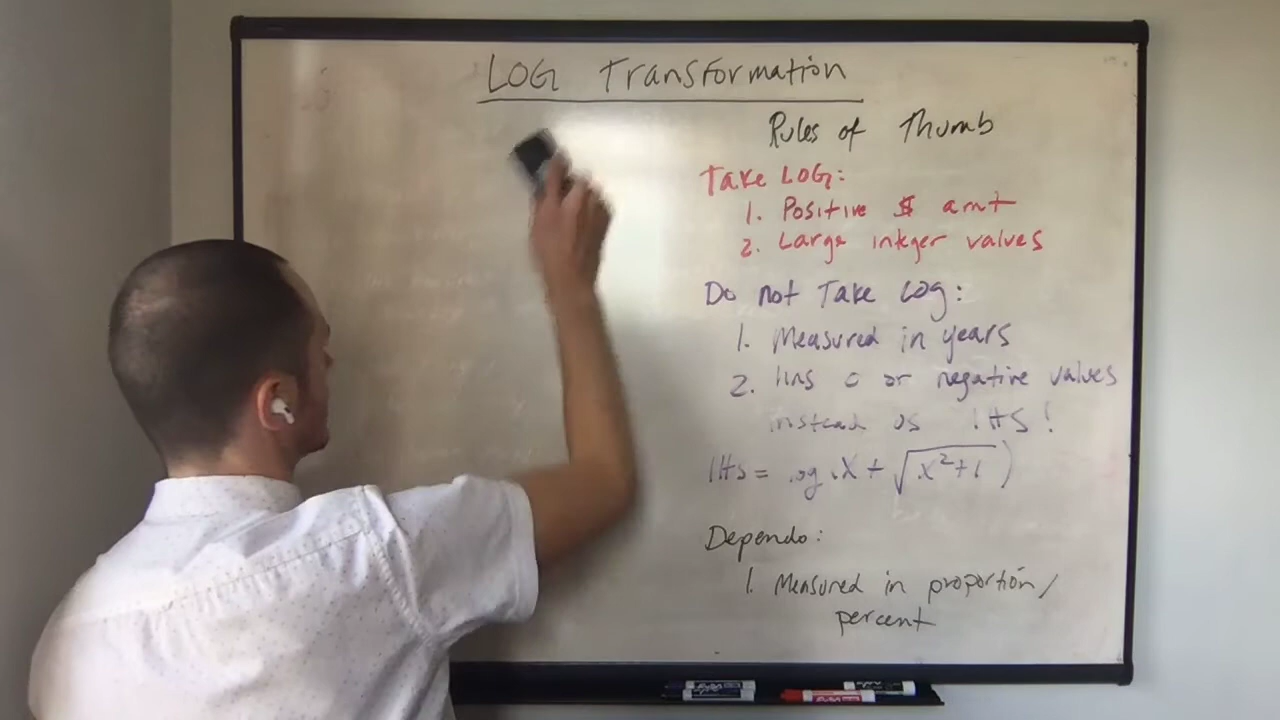 LOG Transformation
Rules of Thumb
Take LOG:
1. Positive $ amt
2. Large integer values
Do not Take Log:
1. Measured in years
2. Has 0 or negative values
instead os IHS!
IHS = log x + √x²+1)
Depends:
1. Measured in proportion/
percent